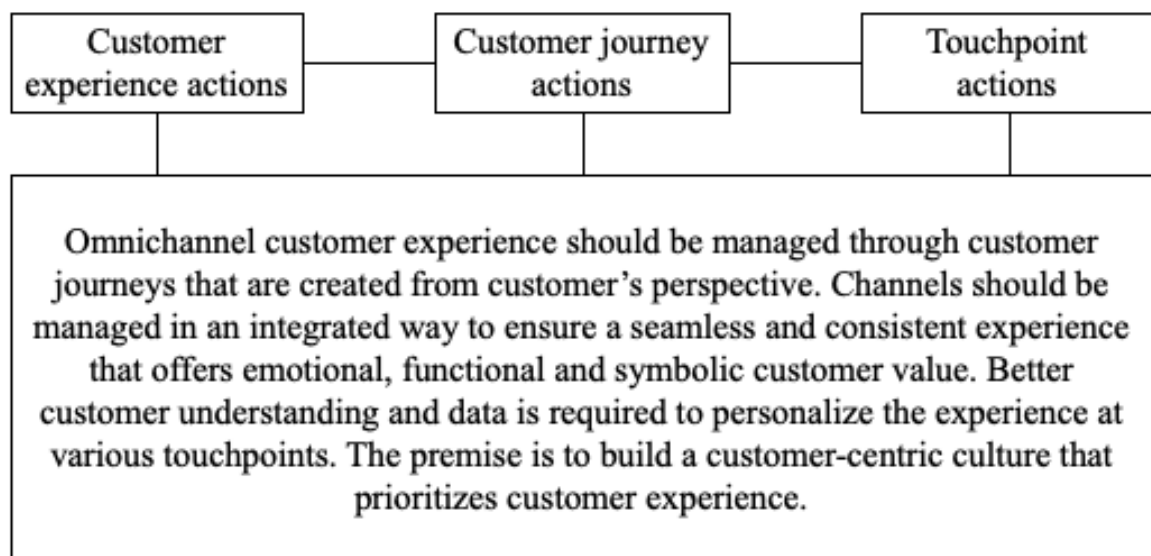 Customer
experience actions
Customer journey
actions
Touchpoint
actions
Omnichannel customer experience should be managed through customer
journeys that are created from customer’s perspective. Channels should be
managed in an integrated way to ensure a seamless and consistent experience
that offers emotional, functional and symbolic customer value. Better
customer understanding and data is required to personalize the experience at
various touchpoints. The premise is to build a customer-centric culture that
prioritizes customer experience.